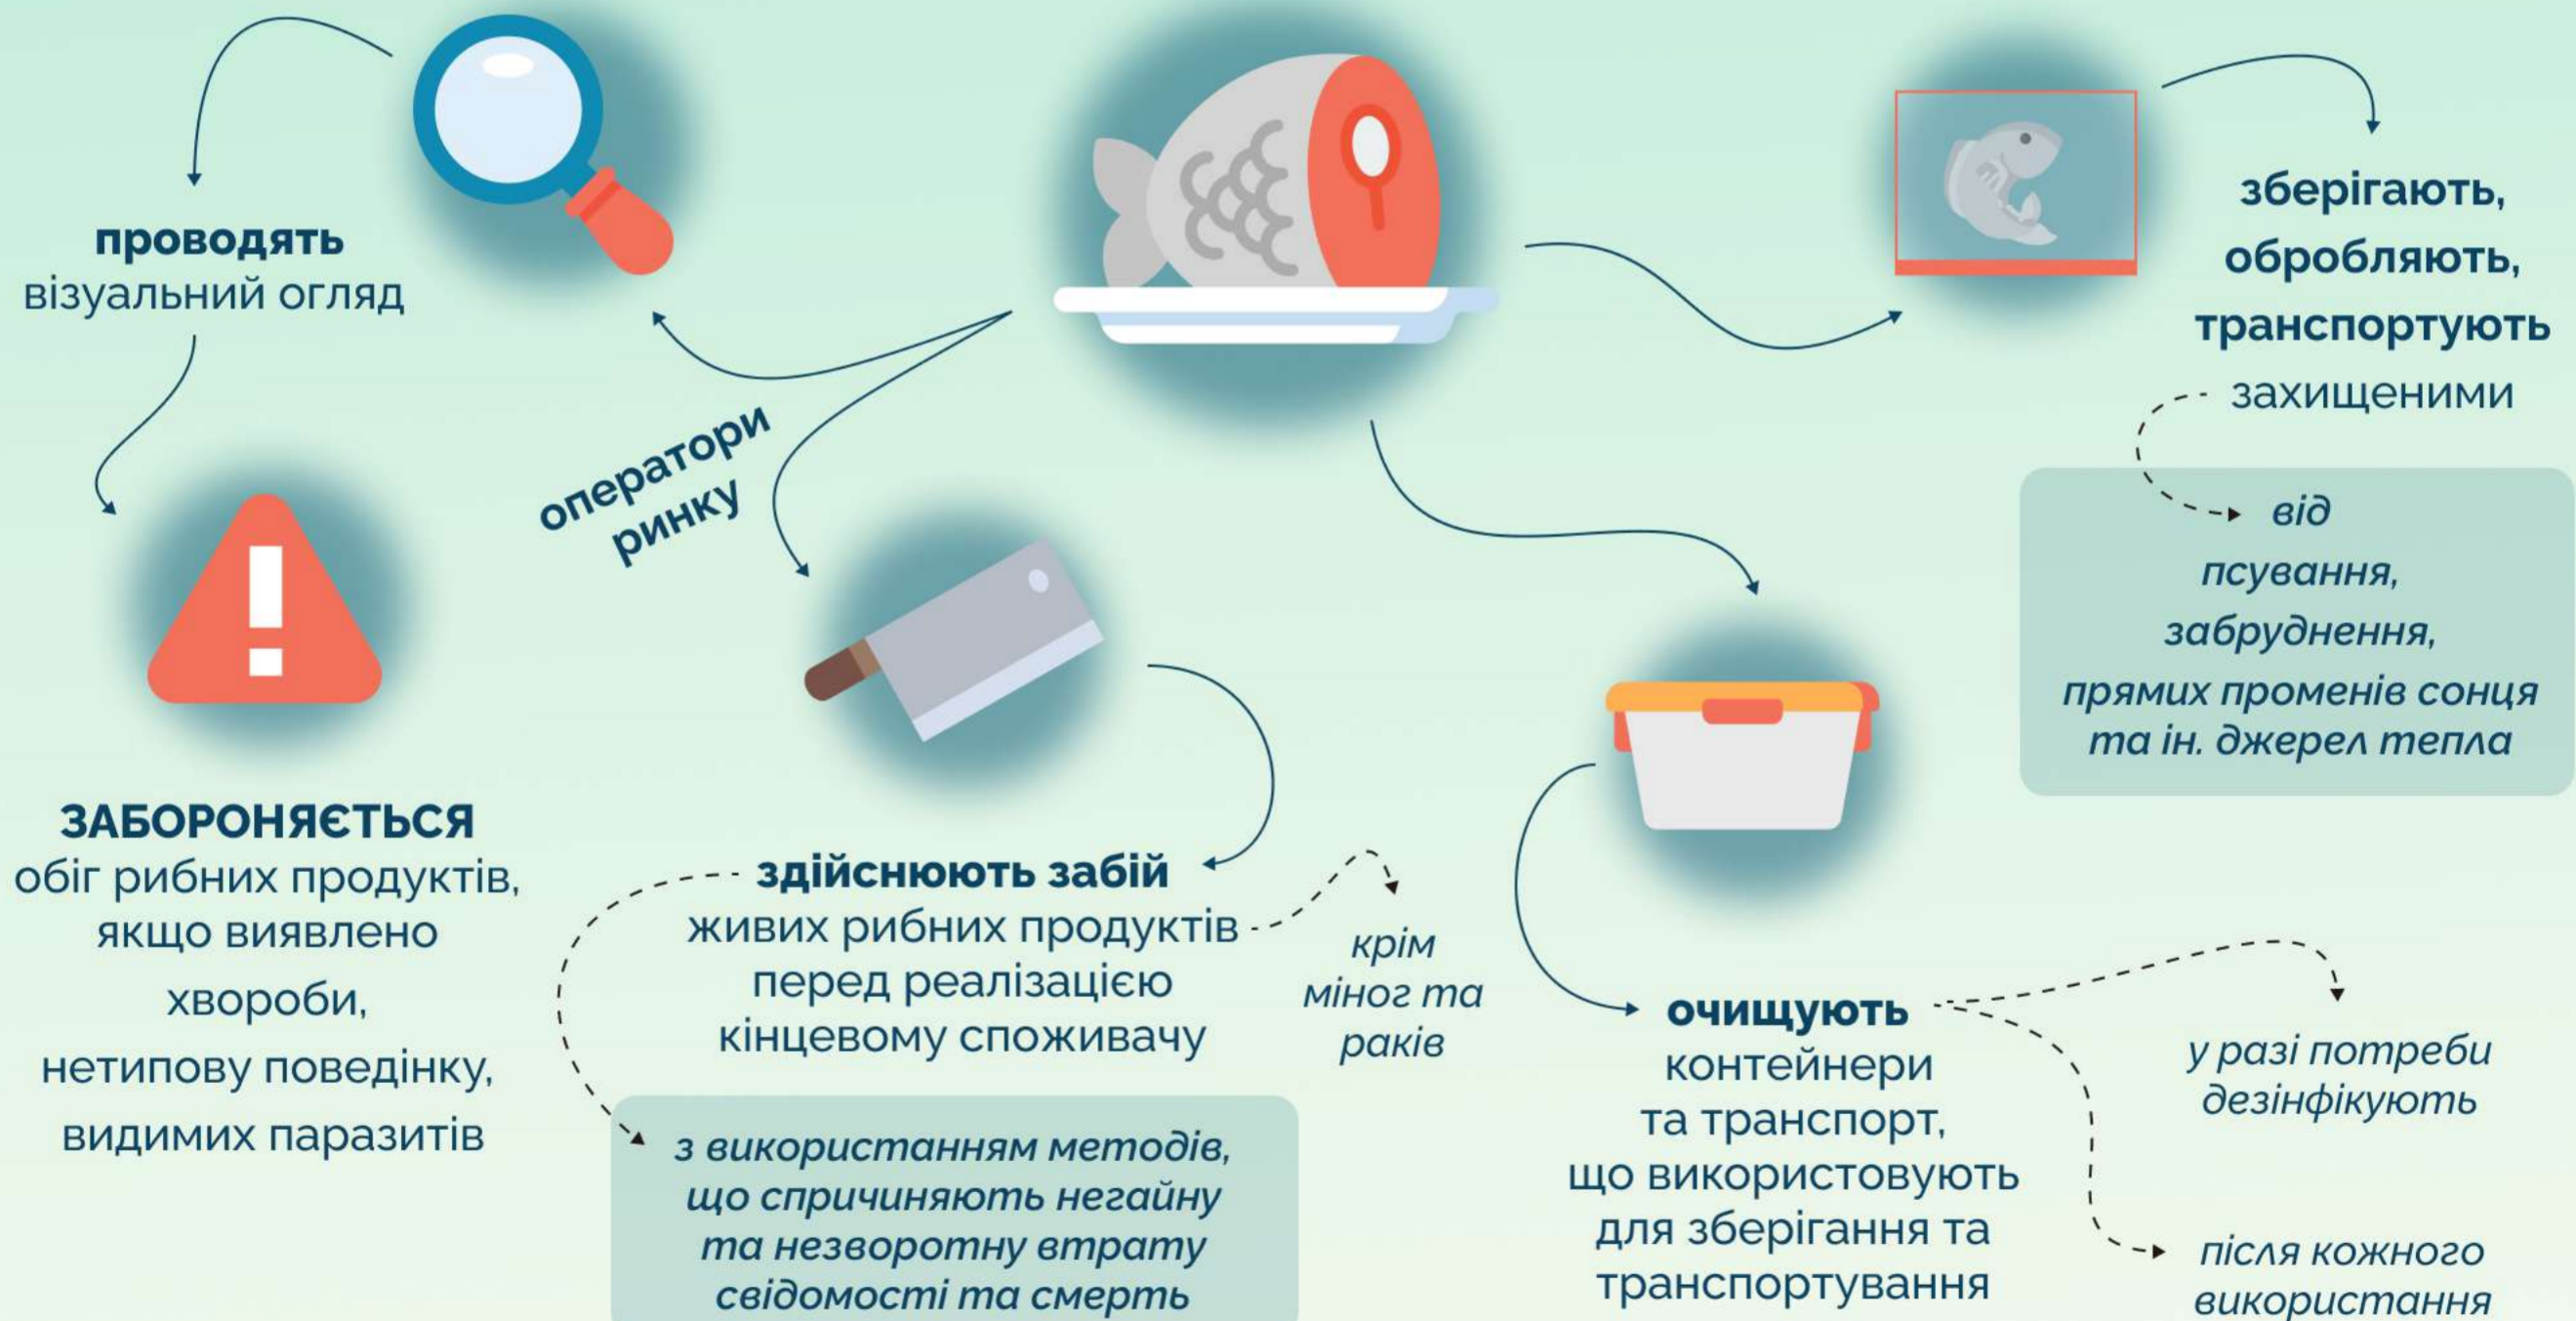 проводять
візуальний огляд
ЗАБОРОНЯЄТЬСЯ
обіг рибних продуктів,
якщо виявлено
хвороби,
нетипову поведінку,
видимих паразитів
оператори
ринку
здійснюють забій
живих рибних продуктів
перед реалізацією
кінцевому споживачу
крім
міног та
раків
з використанням методів,
що спричиняють негайну
та незворотну втрату
свідомості та смерть
очищують
контейнери
та транспорт,
що використовують
для зберігання та
транспортування
у разі потреби
дезінфікують
після кожного
використання
зберігають,
обробляють,
транспортують
захищеними
від
псування,
забруднення,
прямих променів сонця
та ін. джерел тепла